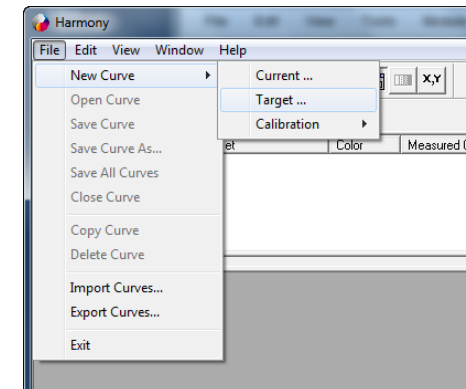 Harmony
File Edit View Window Help
New Curve
Open Curve
Save Curve
Save Curve As...
Save All Curves
Close Curve
Copy Curve
Delete Curve
Import Curves...
Export Curves...
Exit
Current ...
Target ...
Calibration
X,Y
et Color Measured